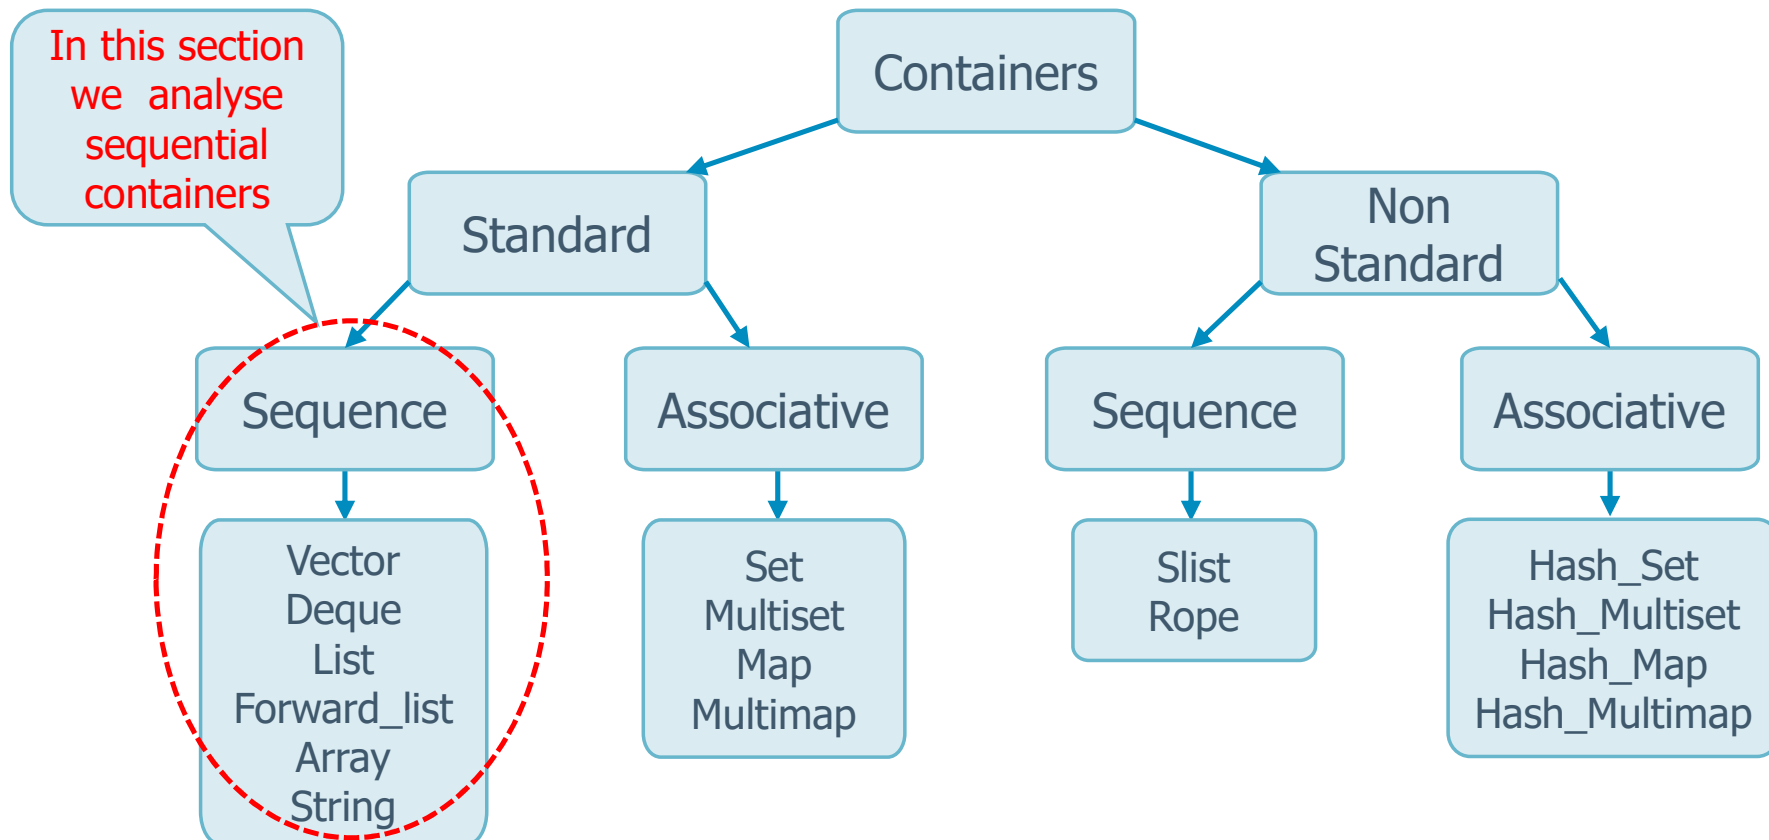 In this section
we analyse
sequential
containers
Containers
Standard
Non
Standard
Sequence
Associative
Sequence
Associative
Vector
Deque
List
Forward_list
Array
String
Set
Multiset
Map
Multimap
Slist
Rope
Hash_Set
Hash_Multiset
Hash_Map
Hash_Multimap